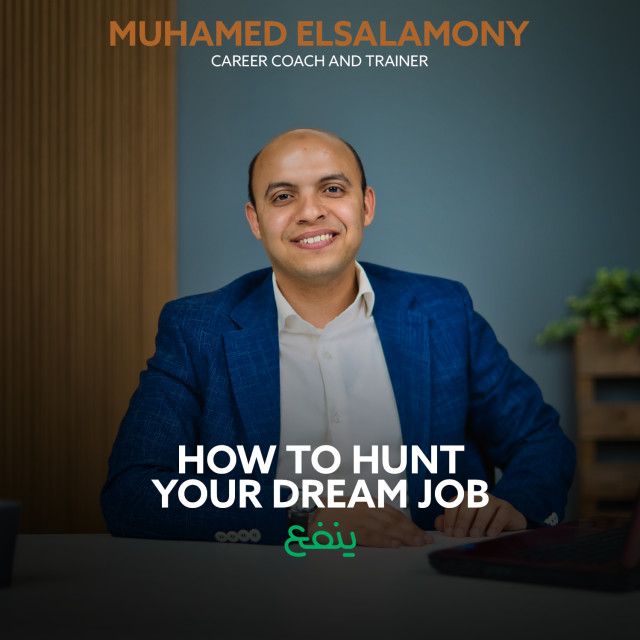 MUHAMED ELSALAMONY
CAREER COACH AND TRAINER
HOW TO HUNT
YOUR DREAM JOB
ينفع